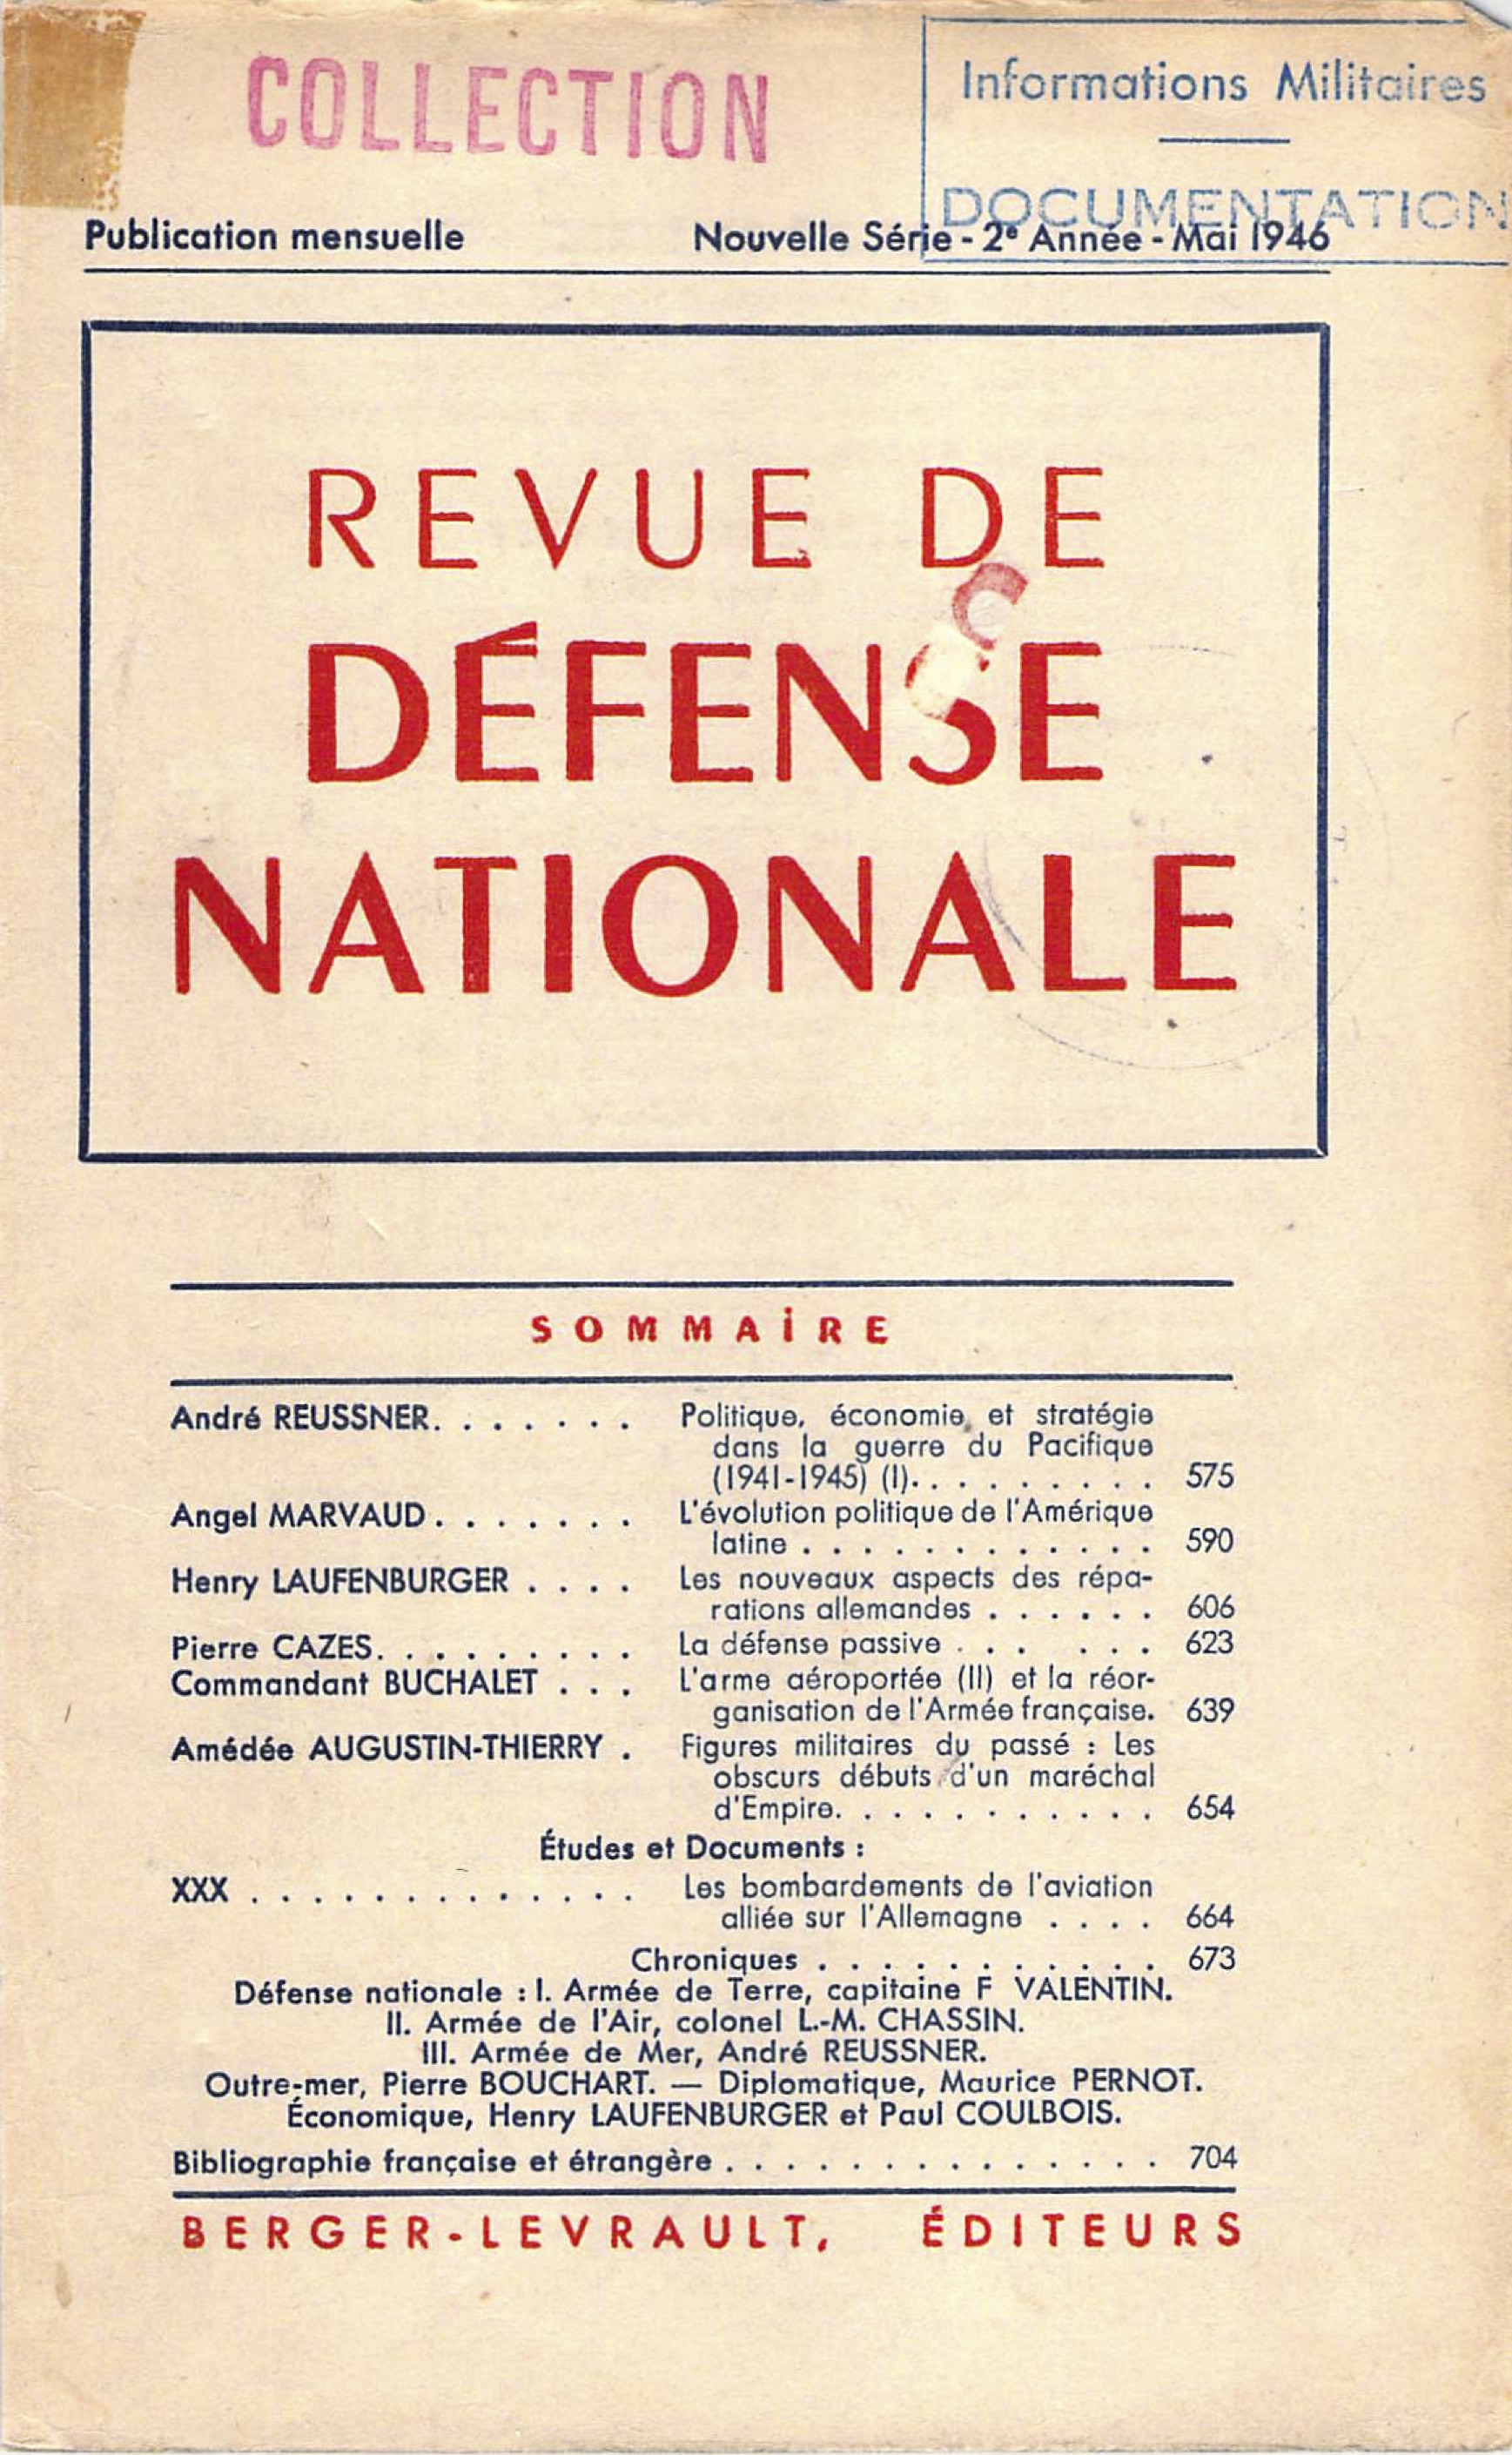 COLLECTION
Informations Militaires
DOCUMENTATION
Publication mensuelle Nouvelle Série - 2e Année - Mai 1946
REVUE DE
DÉFENSE
NATIONALE
SOMMAiRE
André REUSSNER. . . . . . . Politique, économie et stratégie
dans la guerre du Pacifique
(1941-1945) (I). . . . . . . . . 575
Angel MARVAUD . . . . . . . L'évolution politique de l'Amérique
latine . . . . . . . . . . . . 590
Henry LAUFENBURGER . . . . Les nouveaux aspects des répa-
rations allemandes . . . . . . 606
Pierre CAZES. . . . . . . . . La défense passive . . . . . . 623
Commandant BUCHALET . . . L'arme aéroportée (II) et la réor-
ganisation de l'Armée française. 639
Amédée AUGUSTIN-THIERRY . Figures militaires du passé : Les
obscurs débuts d'un maréchal
d'Empire. . . . . . . . . . . 654
Études et Documents :
XXX . . . . . . . . . . . . . Les bombardements de l'aviation
alliée sur l'Allemagne . . . . 664
Chroniques . . . . . . . . . . . 673
Défense nationale : I. Armée de Terre, capitaine F VALENTIN.
II. Armée de l'Air, colonel L.-M. CHASSIN.
III. Armée de Mer, André REUSSNER.
Outre-mer, Pierre BOUCHART. — Diplomatique, Maurice PERNOT.
Économique, Henry LAUFENBURGER et Paul COULBOIS.
Bibliographie française et étrangère . . . . . . . . . . . . . . 704
BERGER-LEVRAULT, ÉDITEURS